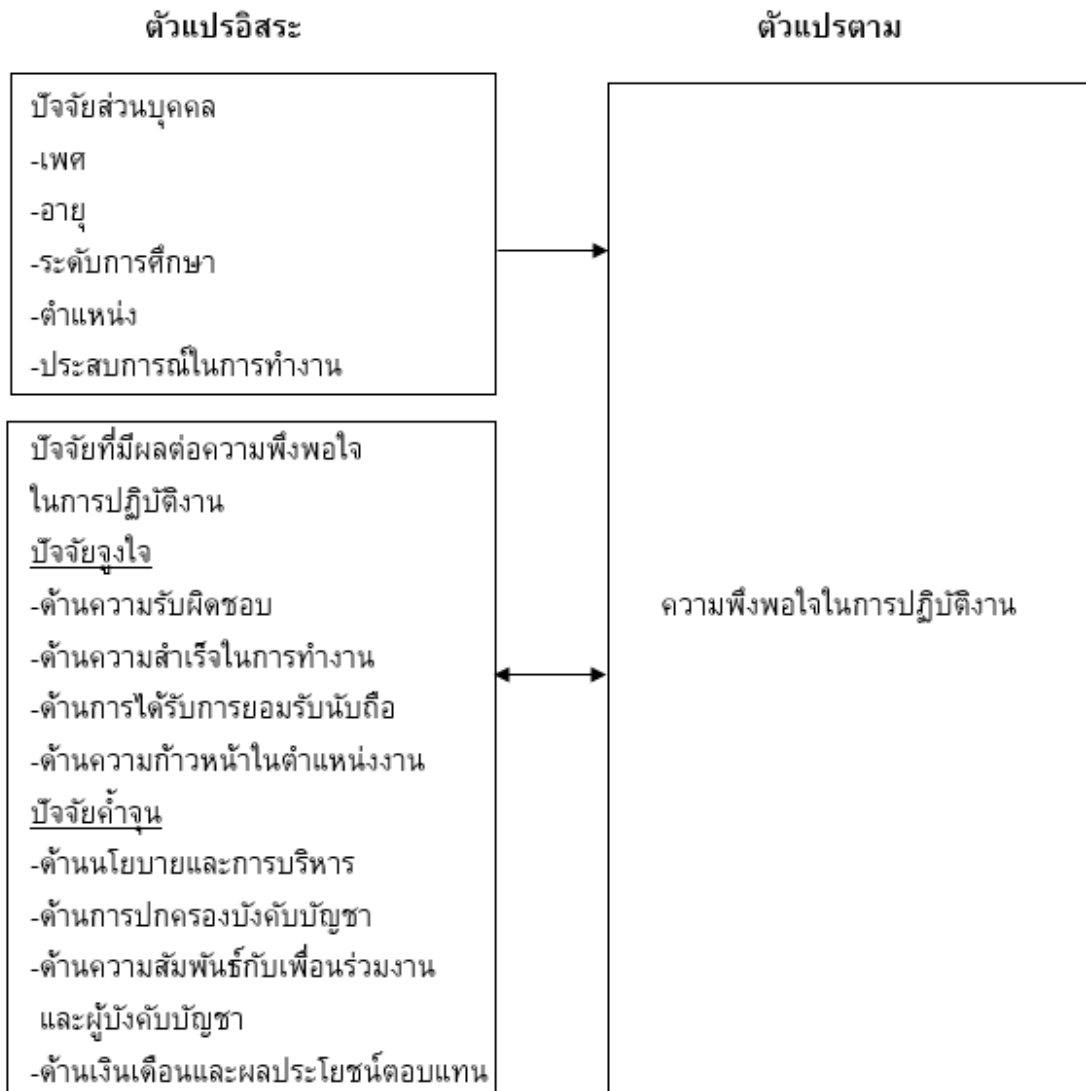 ตัวแปรอิสระ
ตัวแปรตาม
ปัจจัยส่วนบุคคล
-เพศ
-อายุ
-ระดับการศึกษา
-ตำแหน่ง
-ประสบการณ์ในการทำงาน
ปัจจัยที่มีผลต่อความพึงพอใจ
ในการปฏิบัติงาน
ปัจจัยจูงใจ
-ด้านความรับผิดชอบ
-ด้านความสำเร็จในการทำงาน
-ด้านการได้รับการยอมรับนับถือ
-ด้านความก้าวหน้าในตำแหน่งงาน
ปัจจัยค้ำจุน
-ด้านนโยบายและการบริหาร
-ด้านการปกครองบังคับบัญชา
-ด้านความสัมพันธ์กับเพื่อนร่วมงาน
และผู้บังคับบัญชา
-ด้านเงินเดือนและผลประโยชน์ตอบแทน
ความพึงพอใจในการปฏิบัติงาน